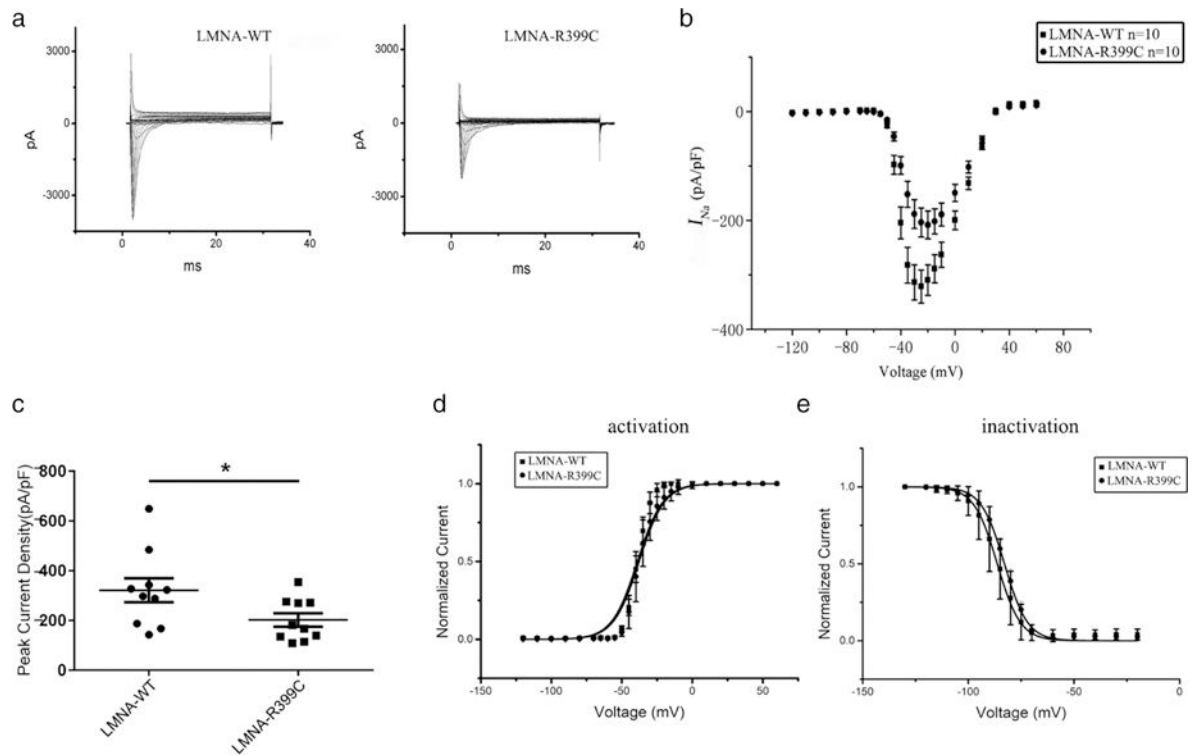 a
LMNA-WT
3000
0
-3000
pA
0 20 40
ms
LMNA-R399C
3000
0
-3000
pA
0 20 40
ms
b
LMNA-WT n=10
LMNA-R399C n=10
0
-200
-400
I_Na (pA/pF)
-120 -80 -40 0 40 80
Voltage (mV)
c
-800
-600
-400
-200
0
Peak Current Density(pA/pF)
*
LMNA-WT
LMNA-R399C
d
activation
LMNA-WT
LMNA-R399C
1.0
0.5
0.0
Normalized Current
-150 -100 -50 0 50
Voltage (mV)
e
inactivation
LMNA-WT
LMNA-R399C
1.0
0.5
0.0
Normalized Current
-150 -100 -50 0
Voltage (mV)